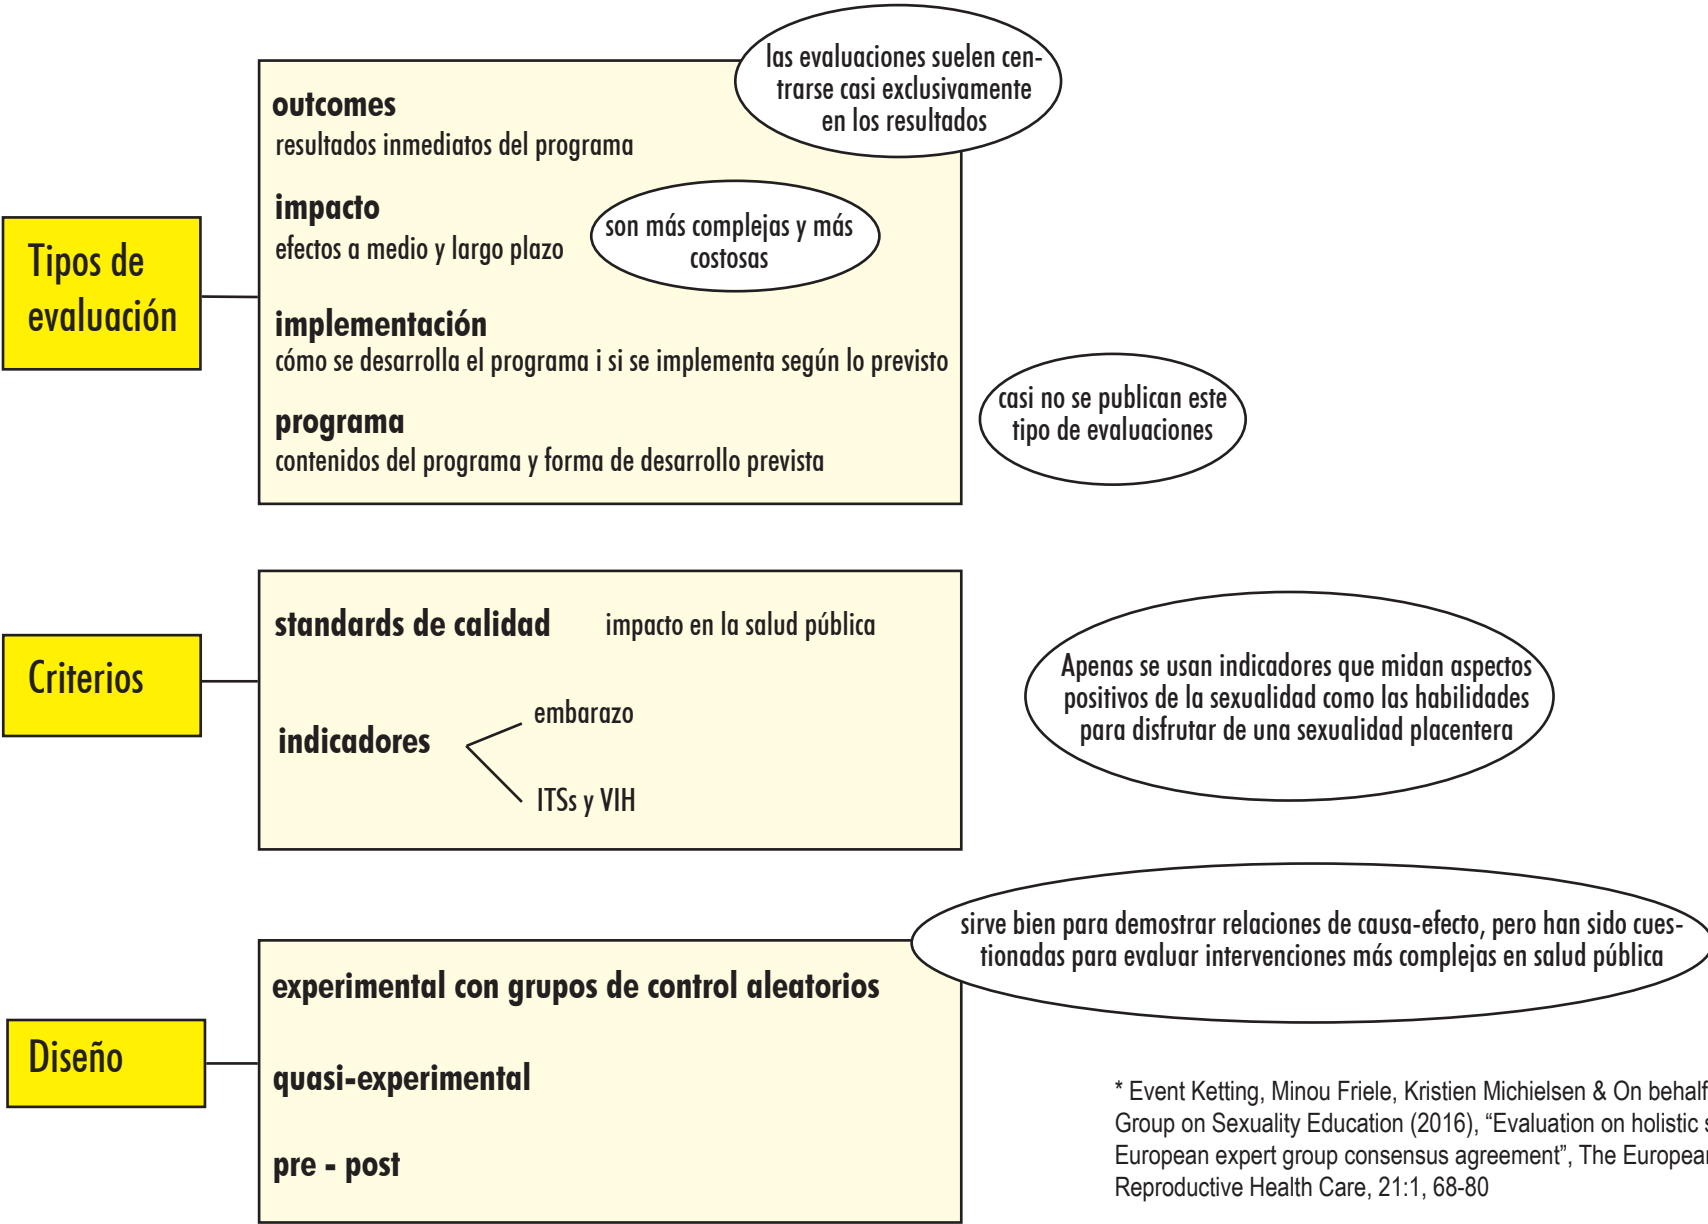 las evaluaciones suelen cen-
trarse casi exclusivamente
en los resultados
outcomes
resultados inmediatos del programa
impacto
efectos a medio y largo plazo
son más complejas y más
costosas
Tipos de
evaluación
implementación
cómo se desarrolla el programa i si se implementa según lo previsto
casi no se publican este
tipo de evaluaciones
programa
contenidos del programa y forma de desarrollo prevista
Criterios
standards de calidad impacto en la salud pública
indicadores
embarazo
ITSs y VIH
Apenas se usan indicadores que midan aspectos
positivos de la sexualidad como las habilidades
para disfrutar de una sexualidad placentera
sirve bien para demostrar relaciones de causa-efecto, pero han sido cues-
tionadas para evaluar intervenciones más complejas en salud pública
Diseño
experimental con grupos de control aleatorios
quasi-experimental
pre - post
* Event Ketting, Minou Friele, Kristien Michielsen & On behalf
Group on Sexuality Education (2016), “Evaluation on holistic s
European expert group consensus agreement”, The European
Reproductive Health Care, 21:1, 68-80